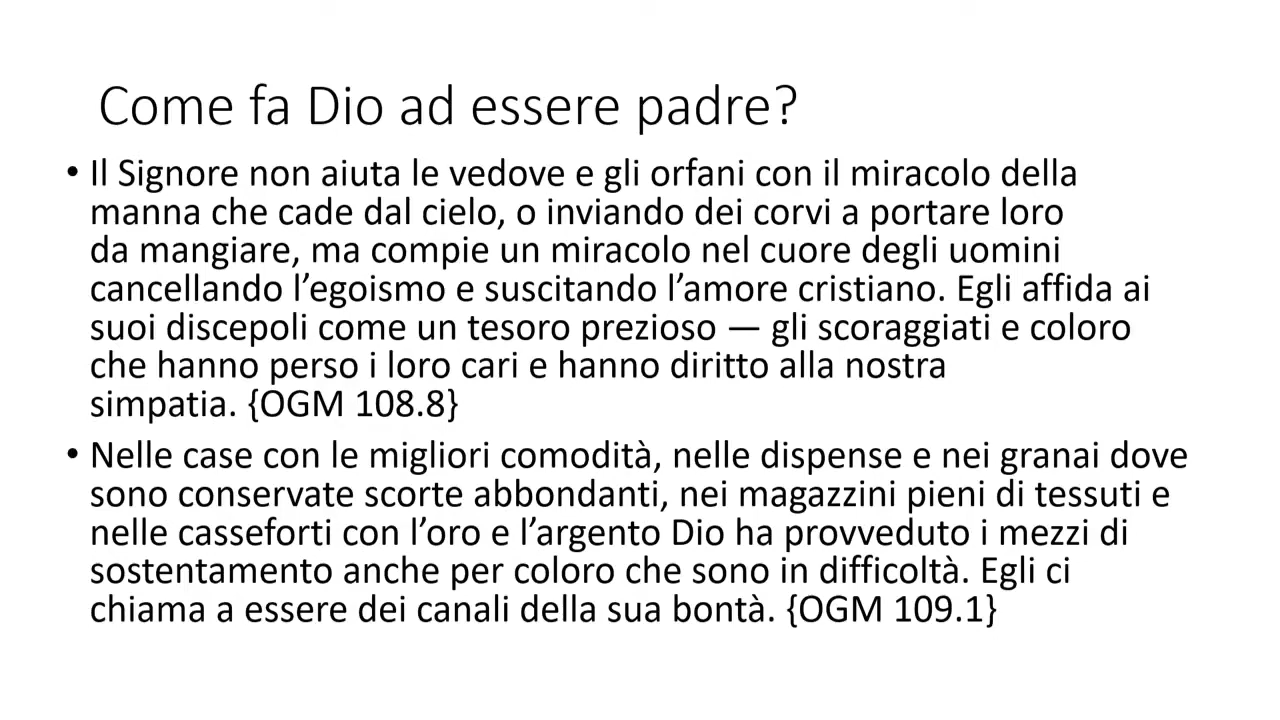 Come fa Dio ad essere padre?
• Il Signore non aiuta le vedove e gli orfani con il miracolo della
manna che cade dal cielo, o inviando dei corvi a portare loro
da mangiare, ma compie un miracolo nel cuore degli uomini
cancellando l’egoismo e suscitando l’amore cristiano. Egli affida ai
suoi discepoli come un tesoro prezioso — gli scoraggiati e coloro
che hanno perso i loro cari e hanno diritto alla nostra
simpatia. {OGM 108.8}
• Nelle case con le migliori comodità, nelle dispense e nei granai dove
sono conservate scorte abbondanti, nei magazzini pieni di tessuti e
nelle casseforti con l’oro e l’argento Dio ha provveduto i mezzi di
sostentamento anche per coloro che sono in difficoltà. Egli ci
chiama a essere dei canali della sua bontà. {OGM 109.1}